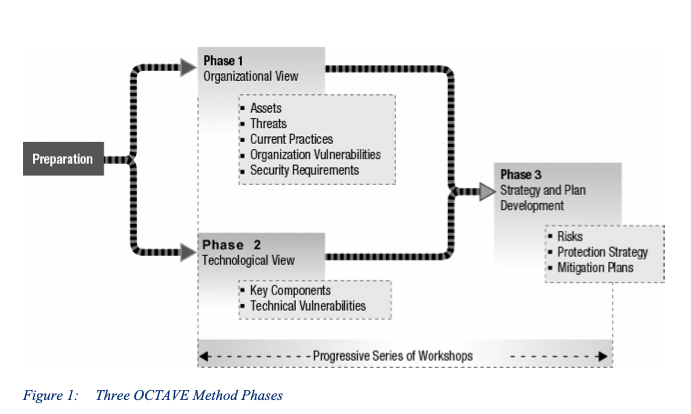 Preparation
Phase 1
Organizational View
▪ Assets
▪ Threats
▪ Current Practices
▪ Organization Vulnerabilities
▪ Security Requirements
Phase 2
Technological View
▪ Key Components
▪ Technical Vulnerabilities
Phase 3
Strategy and Plan
Development
▪ Risks
▪ Protection Strategy
▪ Mitigation Plans
Progressive Series of Workshops
Figure 1: Three OCTAVE Method Phases